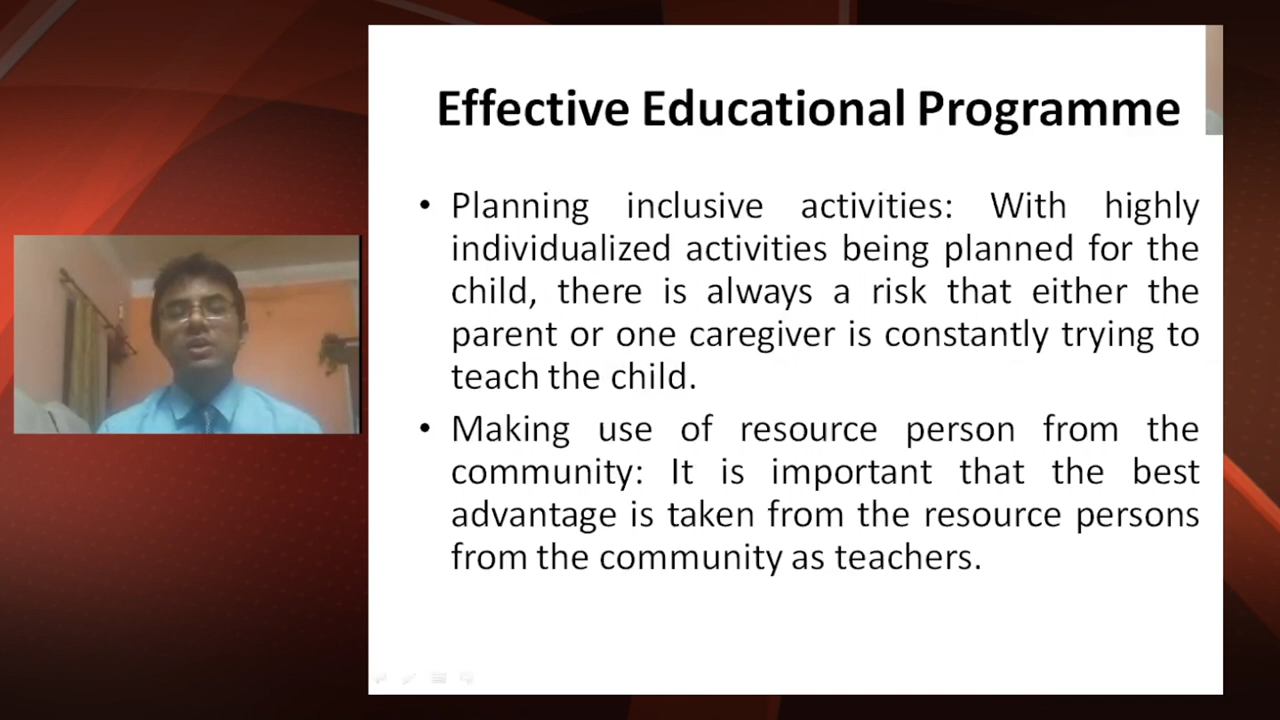 Effective Educational Programme
• Planning inclusive activities: With highly
individualized activities being planned for the
child, there is always a risk that either the
parent or one caregiver is constantly trying to
teach the child.
• Making use of resource person from the
community: It is important that the best
advantage is taken from the resource persons
from the community as teachers.